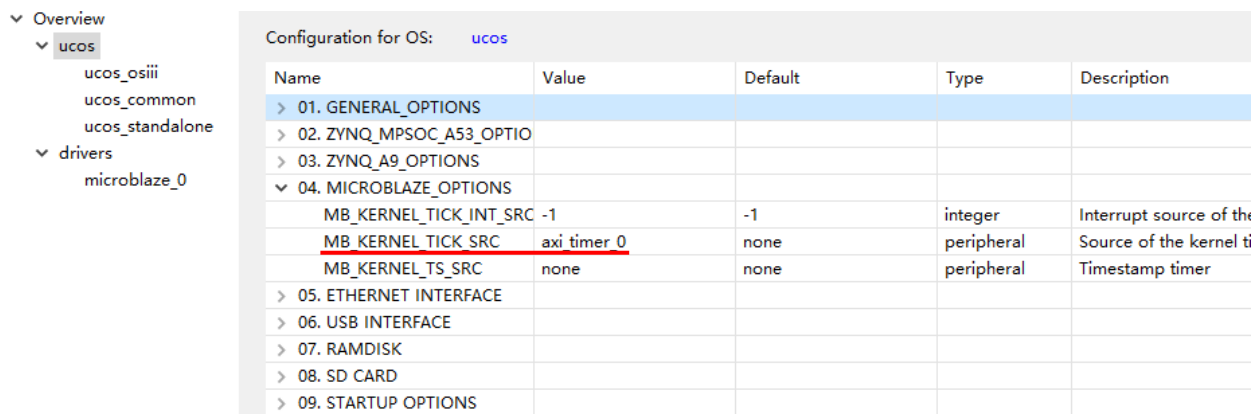 Overview
ucos
ucos_osiii
ucos_common
ucos_standalone
drivers
microblaze_0
Configuration for OS: ucos
Name Value Default Type Description
01. GENERAL_OPTIONS
02. ZYNQ_MPSOC_A53_OPTIO
03. ZYNQ_A9_OPTIONS
04. MICROBLAZE_OPTIONS
MB_KERNEL_TICK_INT_SRC -1 -1 integer Interrupt source of the
MB_KERNEL_TICK_SRC axi_timer_0 none peripheral Source of the kernel ti
MB_KERNEL_TS_SRC none none peripheral Timestamp timer
05. ETHERNET INTERFACE
06. USB INTERFACE
07. RAMDISK
08. SD CARD
09. STARTUP OPTIONS